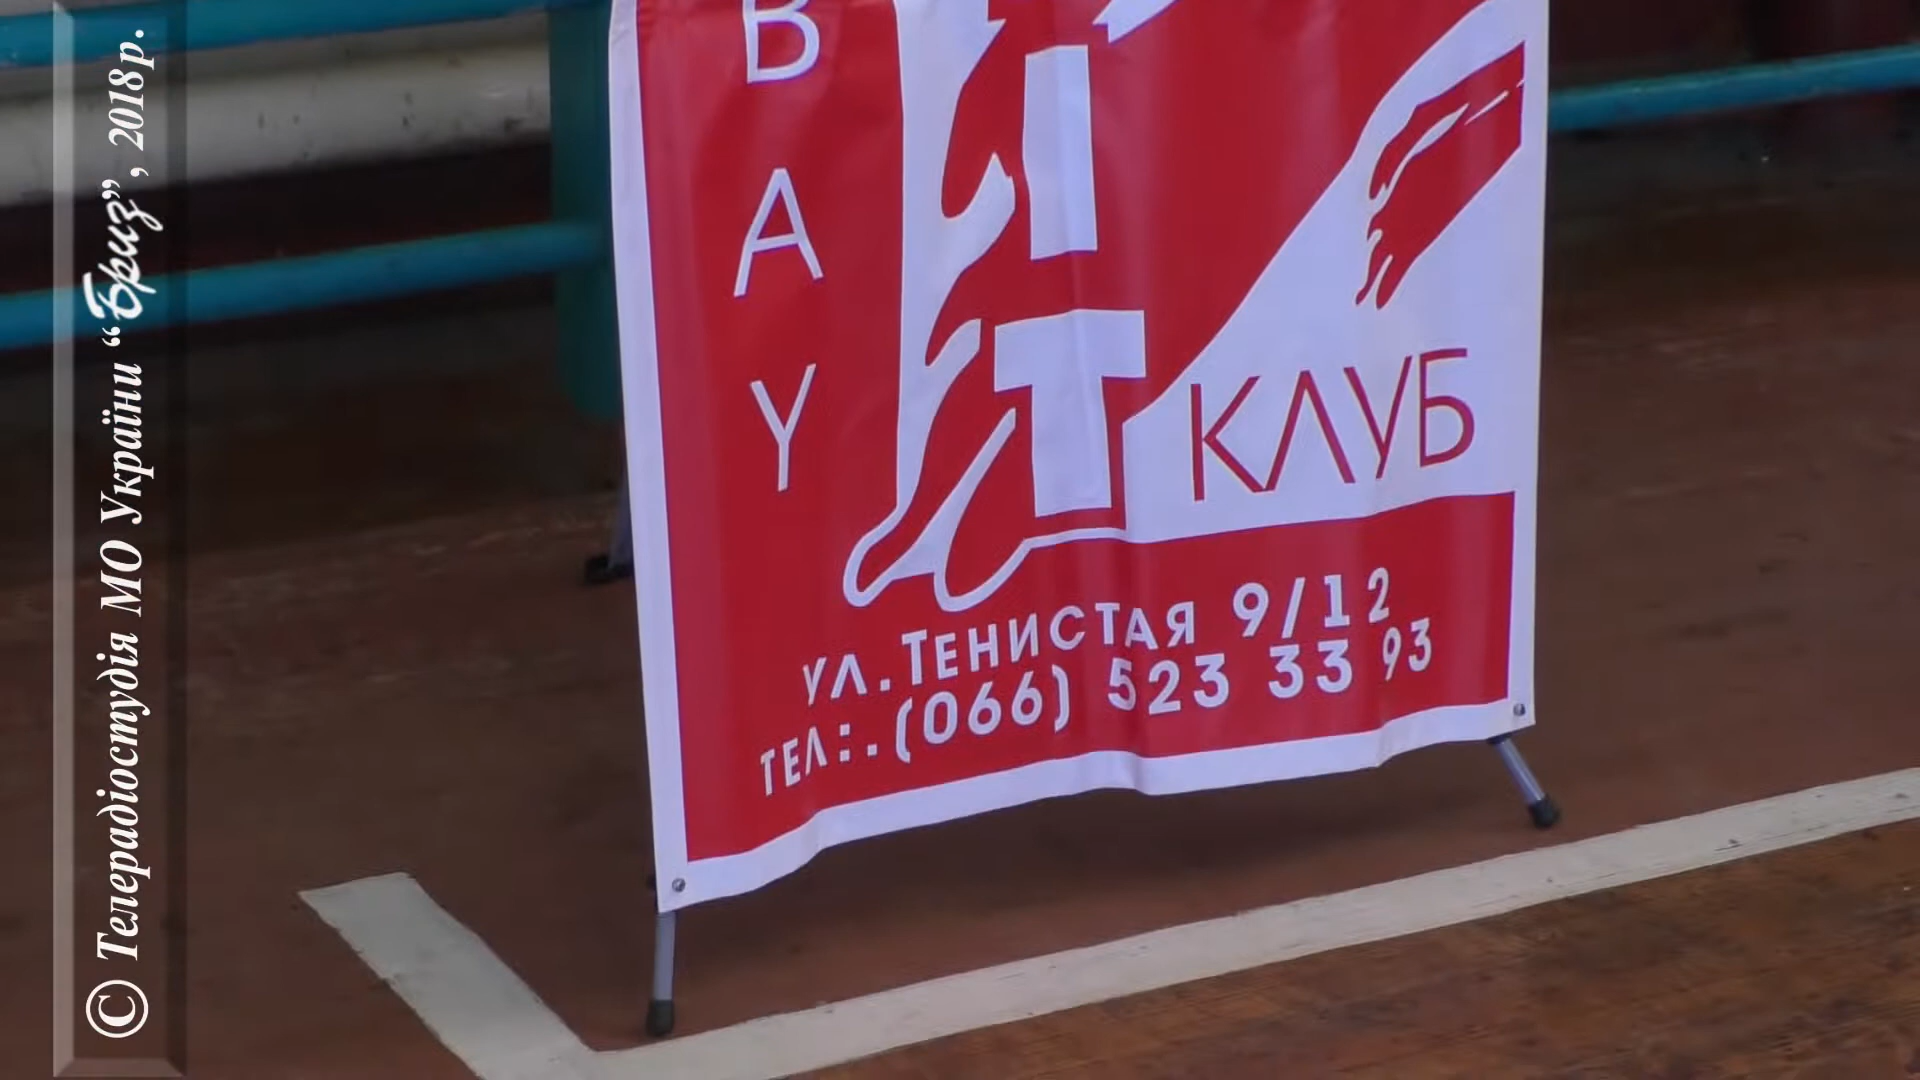 © Телерадіостудія МО України “Бриз”, 2018р.
В
А
У
І
Т
КЛУБ
УЛ.ТЕНИСТАЯ 9/12
ТЕЛ:.(066) 523 33 93